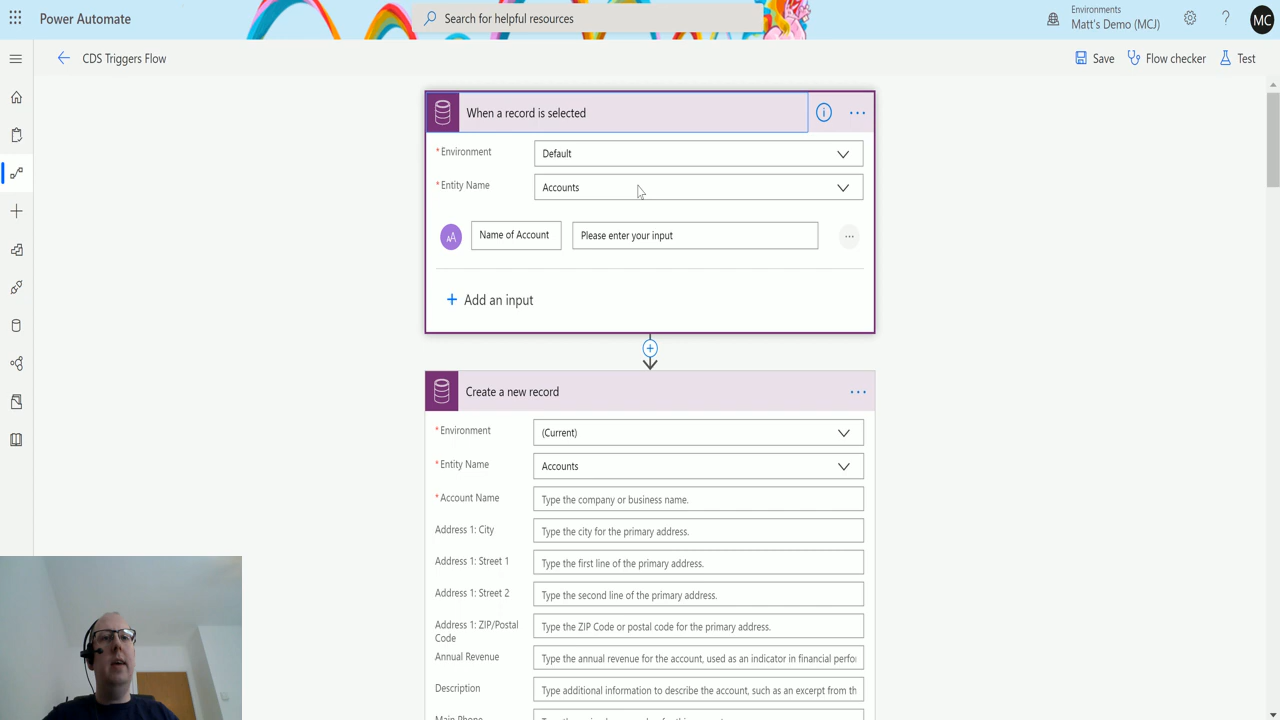 Power Automate
Search for helpful resources
Environments
Matt's Demo (MCJ)
?
MC
CDS Triggers Flow
Save
Flow checker
Test
When a record is selected
*Environment
Default
*Entity Name
Accounts
AA
Name of Account
Please enter your input
+ Add an input
Create a new record
*Environment
(Current)
*Entity Name
Accounts
*Account Name
Type the company or business name.
Address 1: City
Type the city for the primary address.
Address 1: Street 1
Type the first line of the primary address.
Address 1: Street 2
Type the second line of the primary address.
Address 1: ZIP/Postal
Code
Type the ZIP Code or postal code for the primary address.
Annual Revenue
Type the annual revenue for the account, used as an indicator in financial perfo
Description
Type additional information to describe the account, such as an excerpt from th
Main Phone